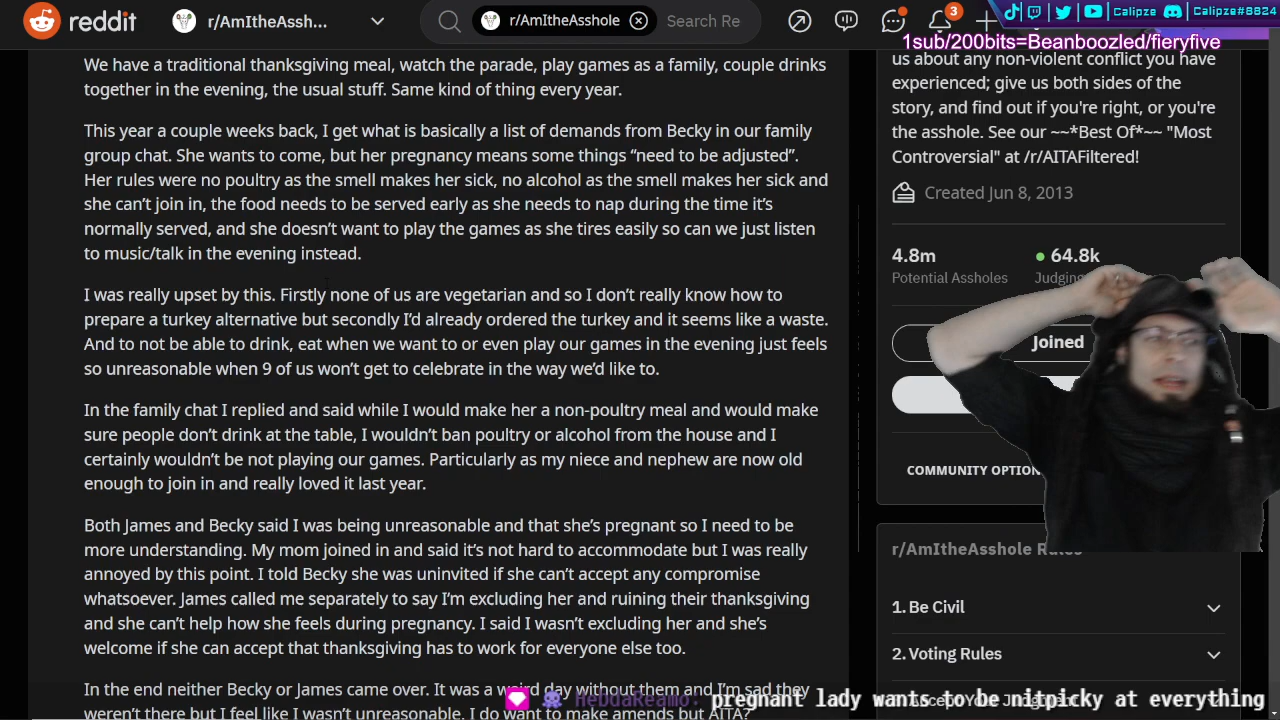 reddit
r/AmItheAssh...
r/AmItheAsshole
Search Re
3
Calipze
Calipze#8824
1sub/200bits=Beanboozled/fieryfive
We have a traditional thanksgiving meal, watch the parade, play games as a family, couple drinks
together in the evening, the usual stuff. Same kind of thing every year.
This year a couple weeks back, I get what is basically a list of demands from Becky in our family
group chat. She wants to come, but her pregnancy means some things “need to be adjusted”.
Her rules were no poultry as the smell makes her sick, no alcohol as the smell makes her sick and
she can’t join in, the food needs to be served early as she needs to nap during the time it’s
normally served, and she doesn’t want to play the games as she tires easily so can we just listen
to music/talk in the evening instead.
I was really upset by this. Firstly none of us are vegetarian and so I don’t really know how to
prepare a turkey alternative but secondly I’d already ordered the turkey and it seems like a waste.
And to not be able to drink, eat when we want to or even play our games in the evening just feels
so unreasonable when 9 of us won’t get to celebrate in the way we’d like to.
In the family chat I replied and said while I would make her a non-poultry meal and would make
sure people don’t drink at the table, I wouldn’t ban poultry or alcohol from the house and I
certainly wouldn’t be not playing our games. Particularly as my niece and nephew are now old
enough to join in and really loved it last year.
Both James and Becky said I was being unreasonable and that she’s pregnant so I need to be
more understanding. My mom joined in and said it’s not hard to accommodate but I was really
annoyed by this point. I told Becky she was uninvited if she can’t accept any compromise
whatsoever. James called me separately to say I’m excluding her and ruining their thanksgiving
and she can’t help how she feels during pregnancy. I said I wasn’t excluding her and she’s
welcome if she can accept that thanksgiving has to work for everyone else too.
In the end neither Becky or James came over. It was a weird day without them and I’m sad they
weren’t there but I feel like I wasn’t unreasonable. I do want to make amends but AITA?
us about any non-violent conflict you have
experienced; give us both sides of the
story, and find out if you're right, or you're
the asshole. See our ~~*Best Of*~~ "Most
Controversial" at /r/AITAFiltered!
Created Jun 8, 2013
4.8m
64.8k
Potential Assholes
Judging
Joined
COMMUNITY OPTION
r/AmItheAsshole Rules
1. Be Civil
2. Voting Rules
HeDdaReamo: pregnant lady wants to be nitpicky at everything